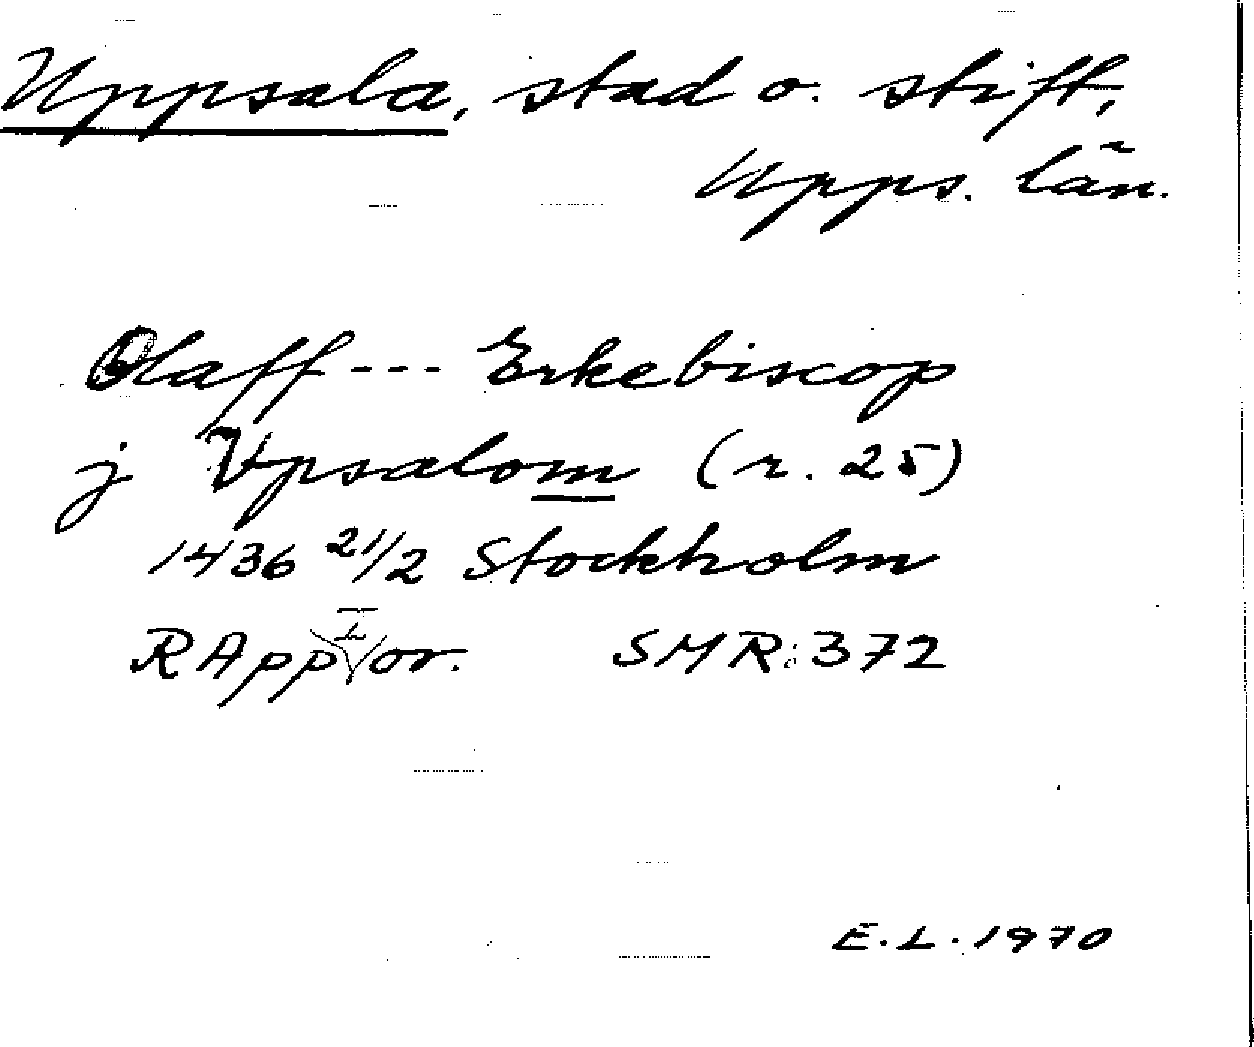 Uppsala, stad o. stift,
Upps. län.
Olaff --- Erkebiscop
j Vpsalom (r. 25)
1436 21/2 Stockholm
RApp I or. SMR: 372
E.L. 1970